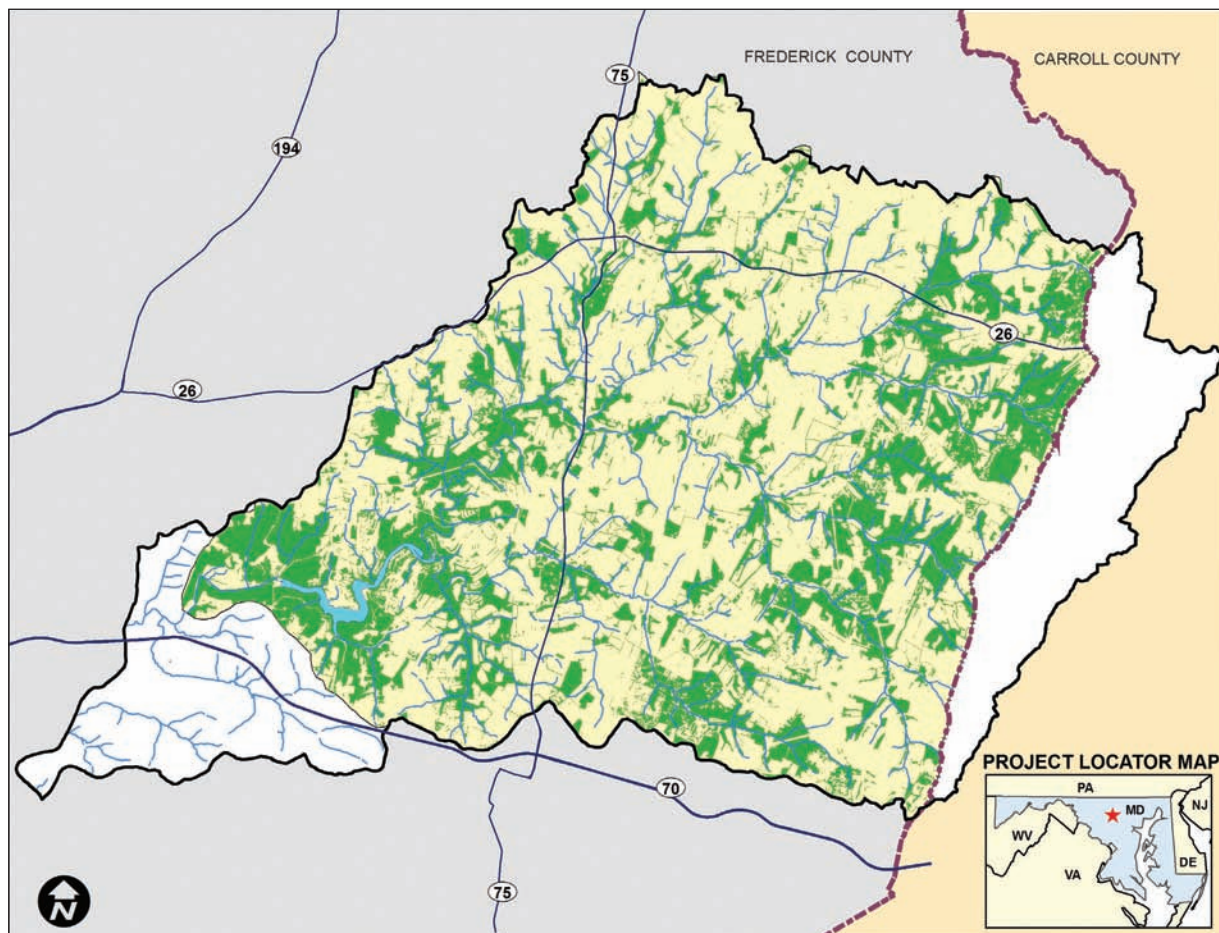 FREDERICK COUNTY
CARROLL COUNTY
75
194
26
26
70
75
N
PROJECT LOCATOR MAP
PA
NJ
MD
WV
DE
VA